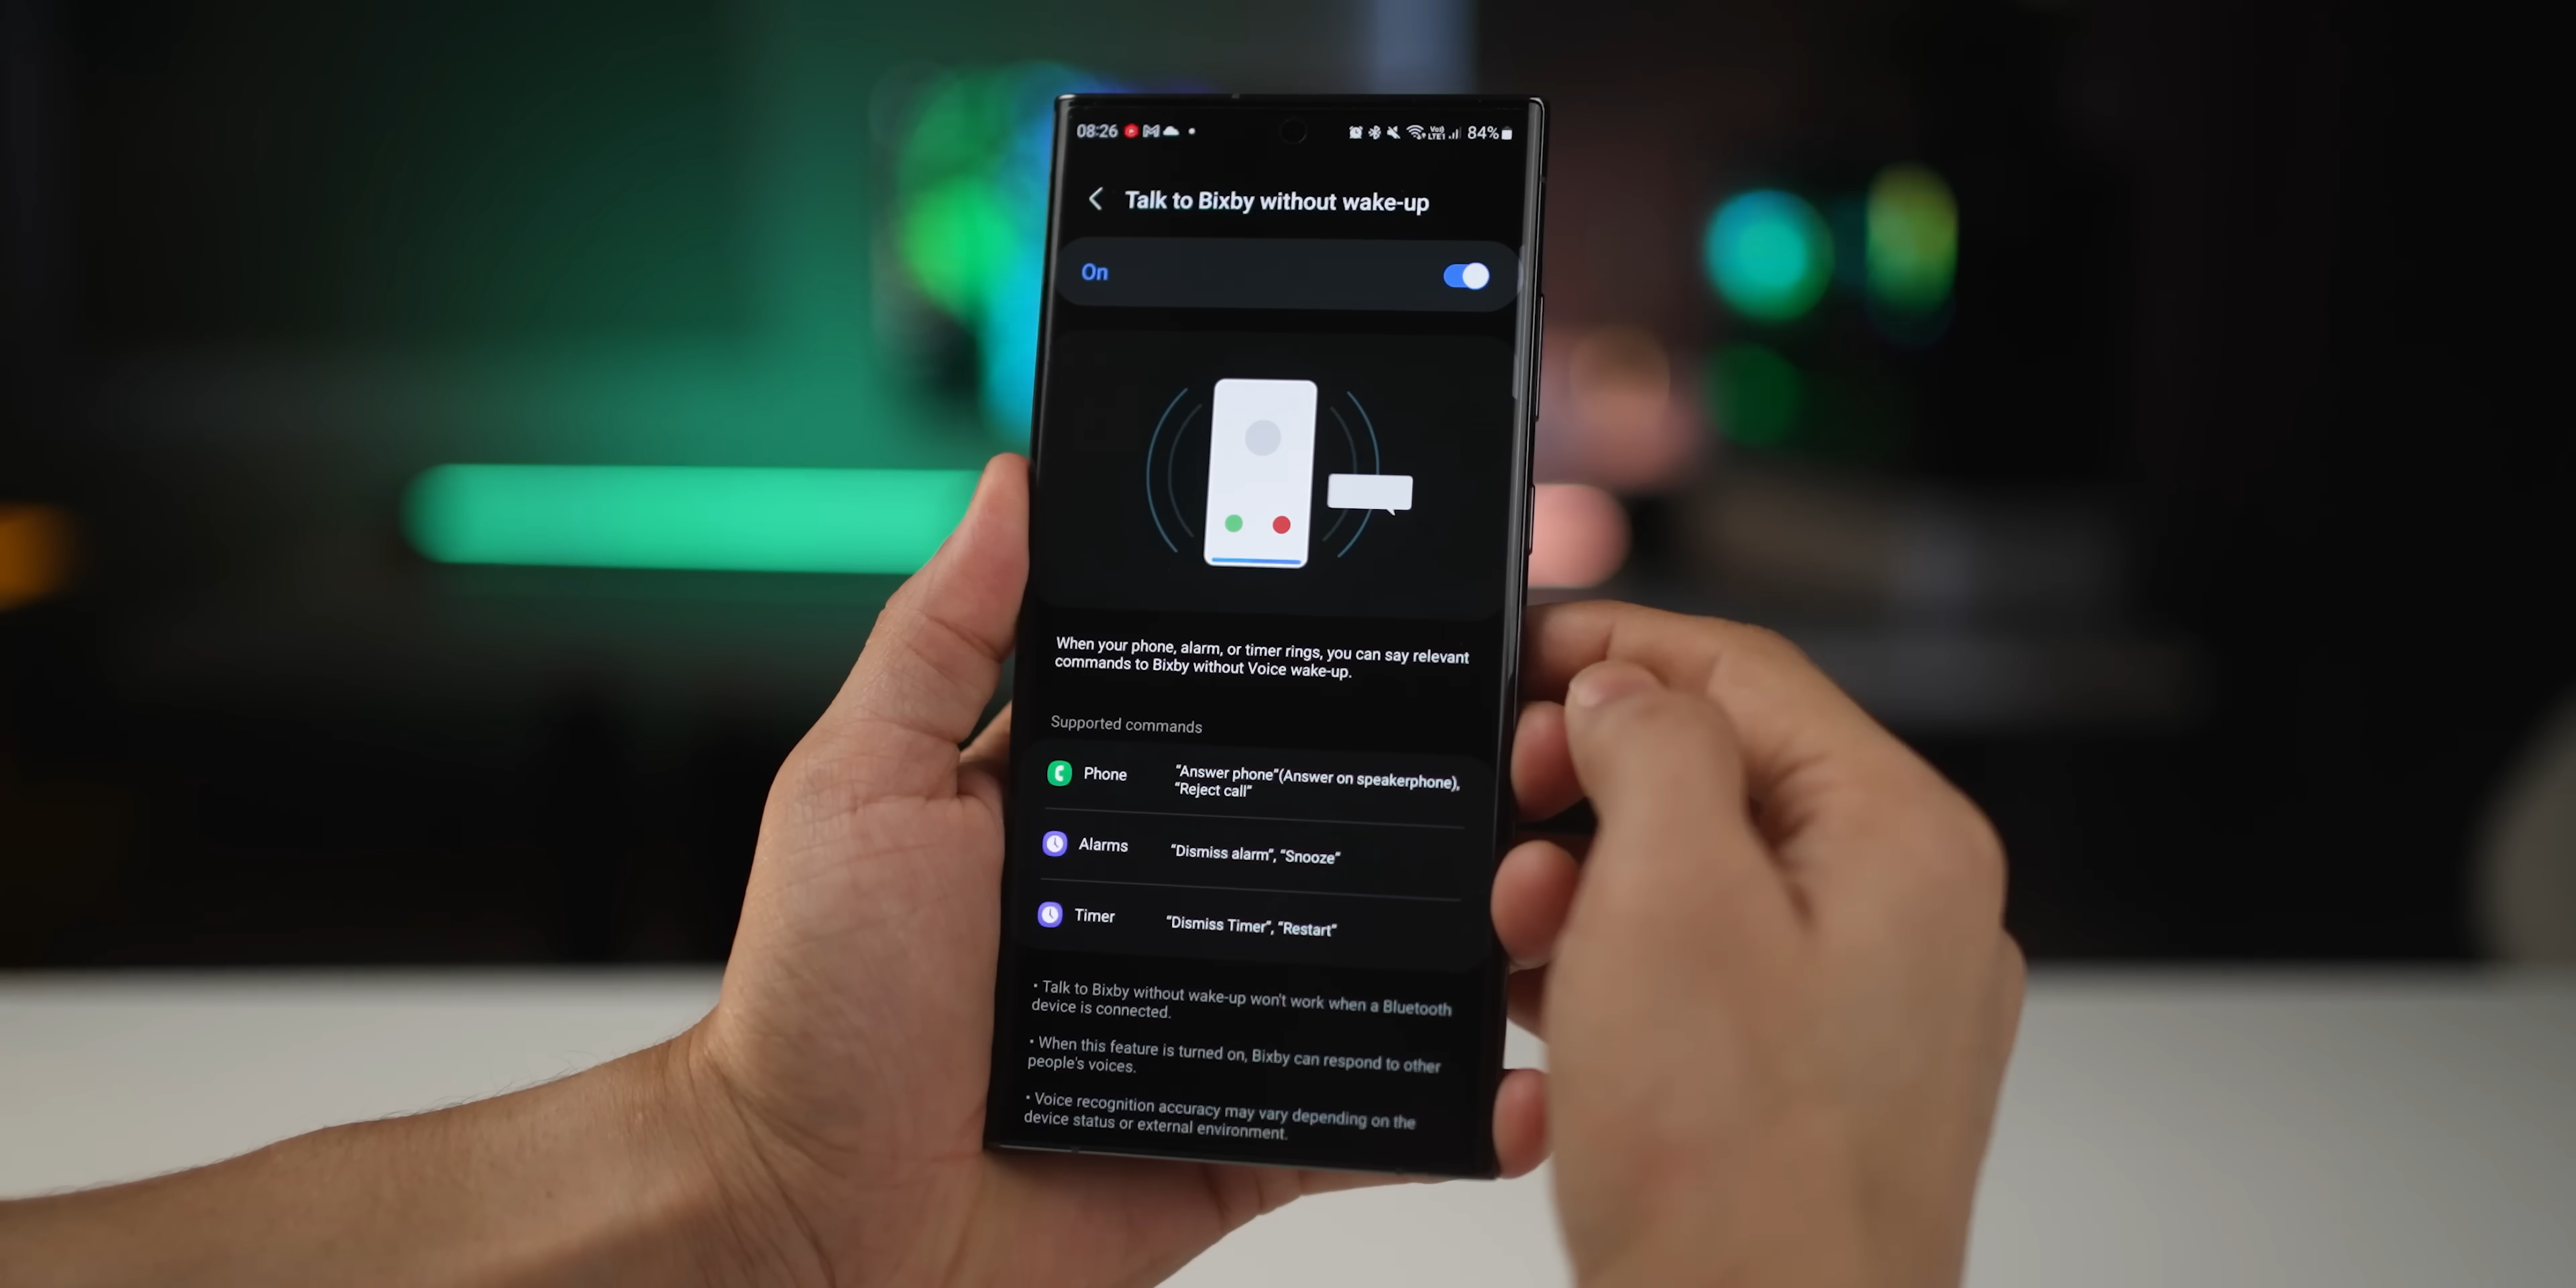 08:26
Vo))
LTE1
84%
Talk to Bixby without wake-up
On
When your phone, alarm, or timer rings, you can say relevant
commands to Bixby without Voice wake-up.
Supported commands
Phone
“Answer phone”(Answer on speakerphone),
“Reject call”
Alarms
“Dismiss alarm”, “Snooze”
Timer
“Dismiss Timer”, “Restart”
• Talk to Bixby without wake-up won't work when a Bluetooth
device is connected.
• When this feature is turned on, Bixby can respond to other
people's voices.
• Voice recognition accuracy may vary depending on the
device status or external environment.